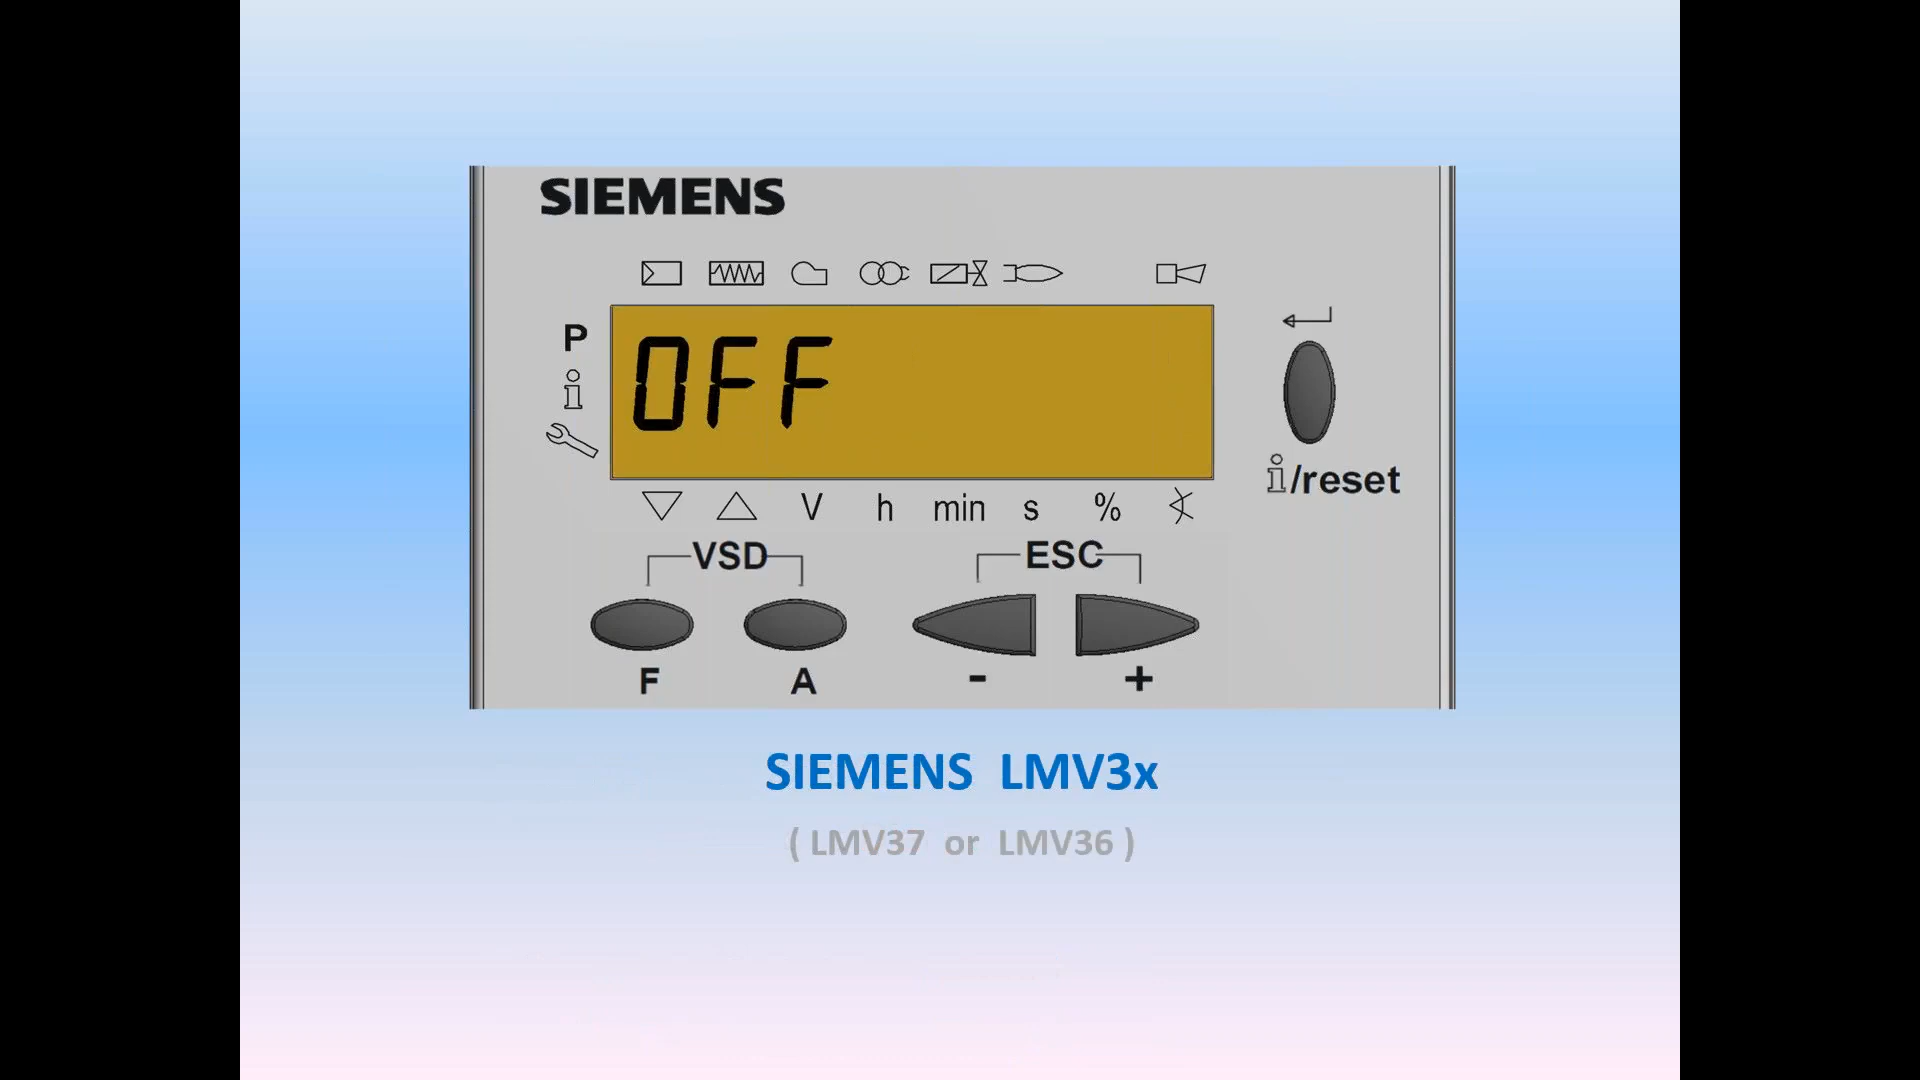 SIEMENS
P
i
OFF
i/reset
V h min s %
VSD ESC
F A - +
SIEMENS LMV3x
( LMV37 or LMV36 )